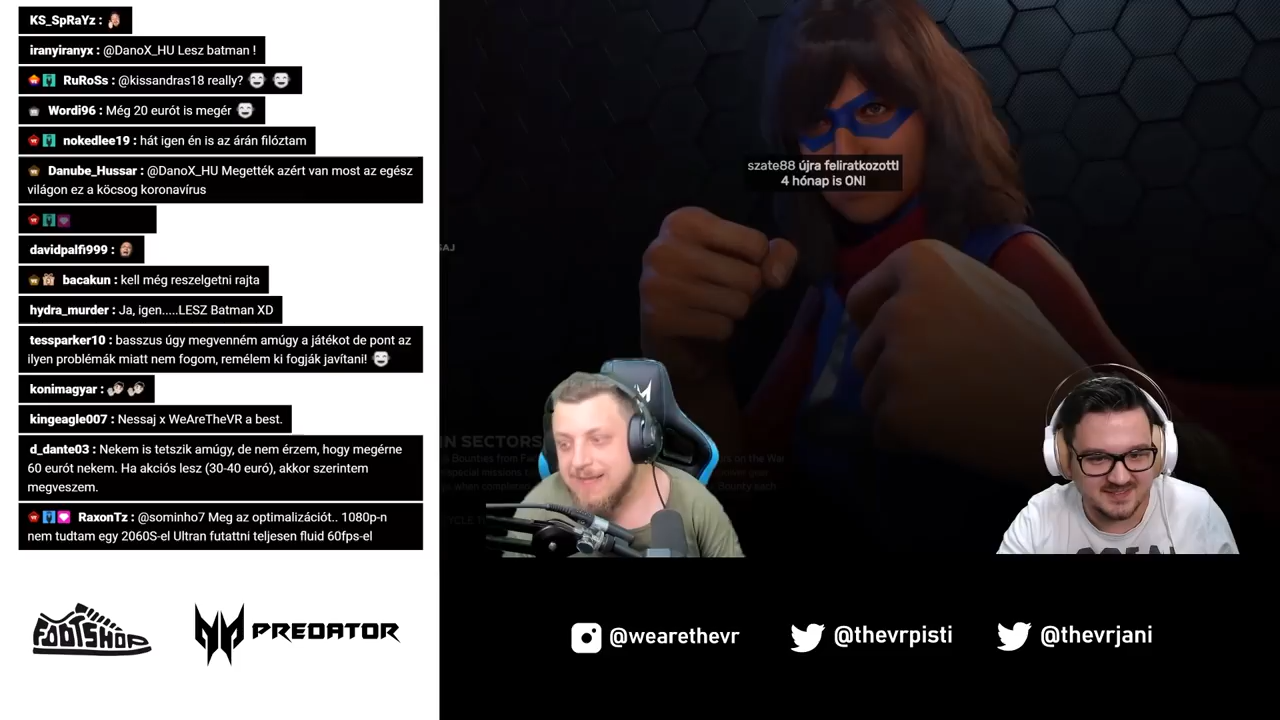 KS_SpRaYz :
iranyiranyx : @DanoX_HU Lesz batman !
RuRoSs : @kissandras18 really?
Wordi96 : Még 20 eurót is megér
nokedlee19 : hát igen én is az árán filóztam
Danube_Hussar : @DanoX_HU Megették azért van most az egész
világon ez a köcsog koronavírus
davidpalfi999 :
bacakun : kell még reszelgetni rajta
hydra_murder : Ja, igen.....LESZ Batman XD
tessparker10 : basszus úgy megvenném amúgy a játékot de pont az
ilyen problémák miatt nem fogom, remélem ki fogják javítani!
konimagyar :
kingeagle007 : Nessaj x WeAreTheVR a best.
d_dante03 : Nekem is tetszik amúgy, de nem érzem, hogy megérne
60 eurót nekem. Ha akciós lesz (30-40 euró), akkor szerintem
megveszem.
RaxonTz : @sominho7 Meg az optimalizációt.. 1080p-n
nem tudtam egy 2060S-el Ultran futattni teljesen fluid 60fps-el
szate88 újra feliratkozott!
4 hónap is ON!
SAJ
IN SECTORS
FOOTSHOP
PREDATOR
@wearethevr
@thevrpisti
@thevrjani